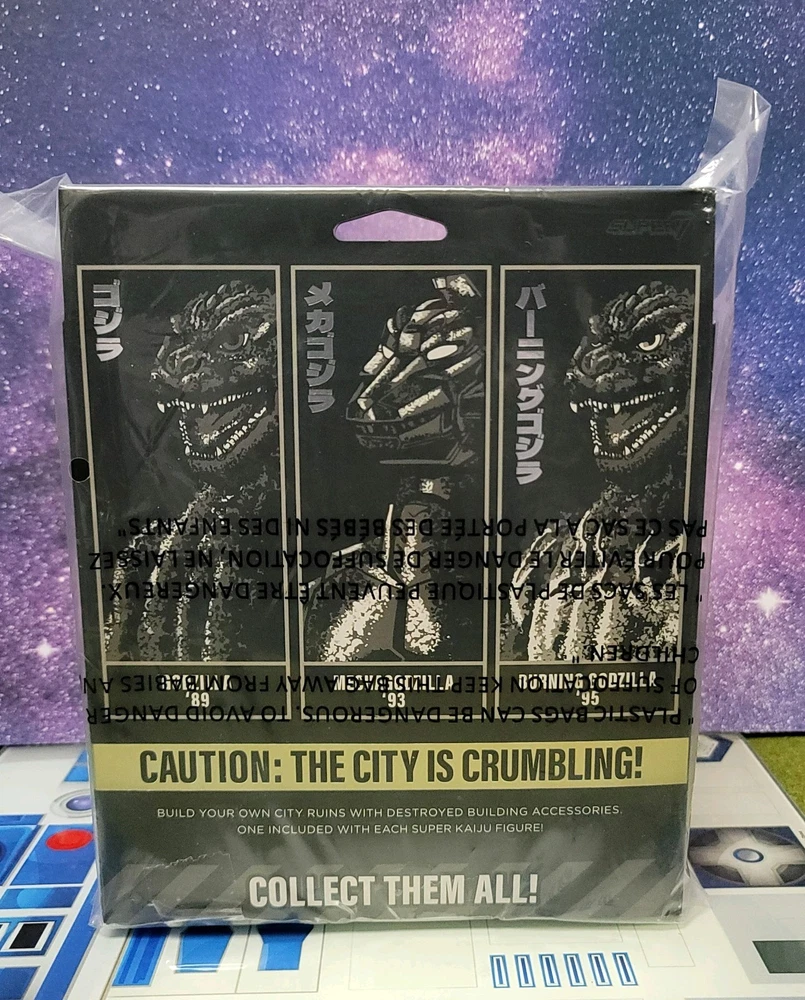 SUPER7
ゴジラ
メカゴジラ
バーニングゴジラ
GODZILLA
'89
MECHAGODZILLA
'93
BURNING GODZILLA
'95
CAUTION: THE CITY IS CRUMBLING!
BUILD YOUR OWN CITY RUINS WITH DESTROYED BUILDING ACCESSORIES.
ONE INCLUDED WITH EACH SUPER KAIJU FIGURE!
COLLECT THEM ALL!
"PLASTIC BAGS CAN BE DANGEROUS. TO AVOID DANGER
OF SUFFOCATION KEEP THIS BAG AWAY FROM BABIES AN
CHILDREN."
"LES SACS DE PLASTIQUE PEUVENT ÊTRE DANGEREUX.
POUR ÉVITER LE DANGER DE SUFFOCATION, NE LAISSEZ
PAS CE SAC A LA PORTÉE DES BÉBÉS NI DES ENFANTS"